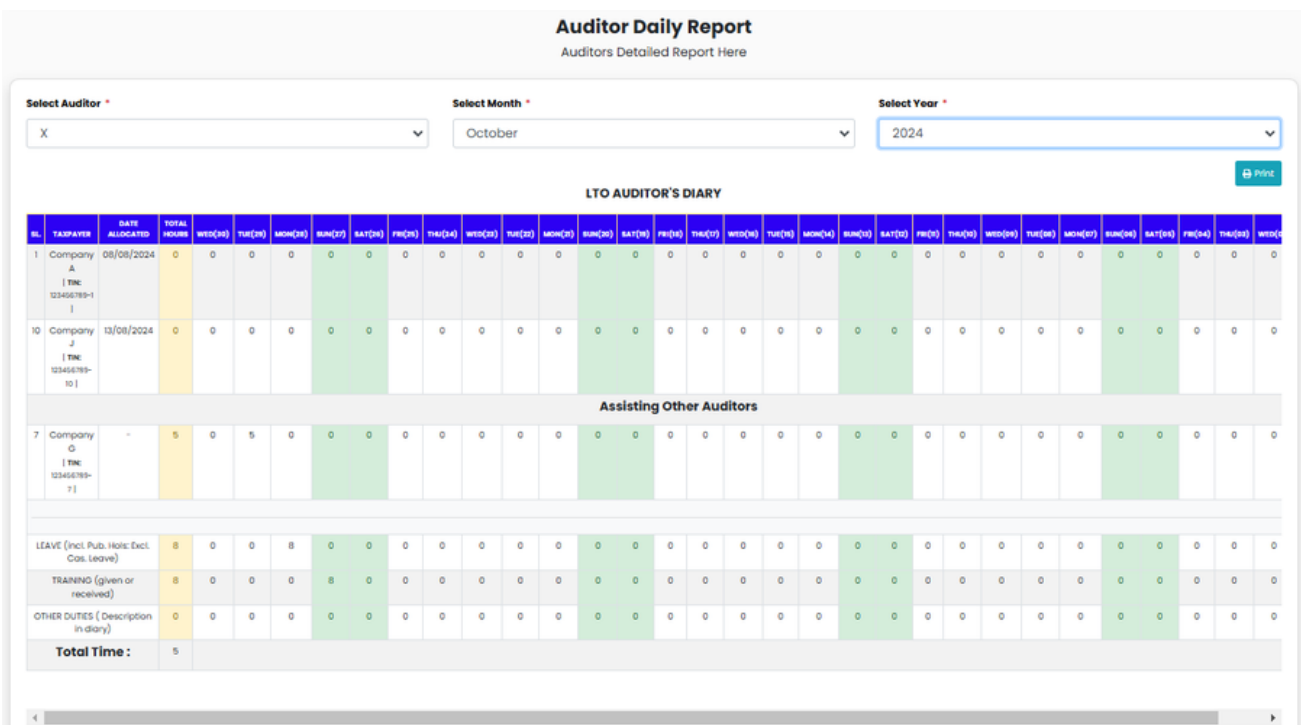 Auditor Daily Report
Auditors Detailed Report Here
Select Auditor * Select Month * Select Year *
X October 2024
Print
LTO AUDITOR'S DIARY
SL. TAXPAYER DATE ALLOCATED TOTAL HOURS WED(30) TUE(29) MON(28) SUN(27) SAT(26) FRI(25) THU(24) WED(23) TUE(22) MON(21) SUN(20) SAT(19) FRI(18) THU(17) WED(16) TUE(15) MON(14) SUN(13) SAT(12) FRI(11) THU(10) WED(09) TUE(08) MON(07) SUN(06) SAT(05) FRI(04) THU(03) WED(0
1 Company 08/08/2024 0 0 0 0 0 0 0 0 0 0 0 0 0 0 0 0 0 0 0 0 0 0 0 0 0 0 0 0 0 0
A
| TIN:
123456789-1
|
10 Company 13/08/2024 0 0 0 0 0 0 0 0 0 0 0 0 0 0 0 0 0 0 0 0 0 0 0 0 0 0 0 0 0 0
J
| TIN:
123456789-
10 |
Assisting Other Auditors
7 Company - 5 0 5 0 0 0 0 0 0 0 0 0 0 0 0 0 0 0 0 0 0 0 0 0 0 0 0 0 0 0
G
| TIN:
123456789-
7 |
LEAVE (incl. Pub. Hols: Excl. 8 0 0 8 0 0 0 0 0 0 0 0 0 0 0 0 0 0 0 0 0 0 0 0 0 0 0 0 0 0
Cas. Leave)
TRAINING (given or 8 0 0 0 8 0 0 0 0 0 0 0 0 0 0 0 0 0 0 0 0 0 0 0 0 0 0 0 0 0
received)
OTHER DUTIES ( Description 0 0 0 0 0 0 0 0 0 0 0 0 0 0 0 0 0 0 0 0 0 0 0 0 0 0 0 0 0 0
in diary)
Total Time : 5